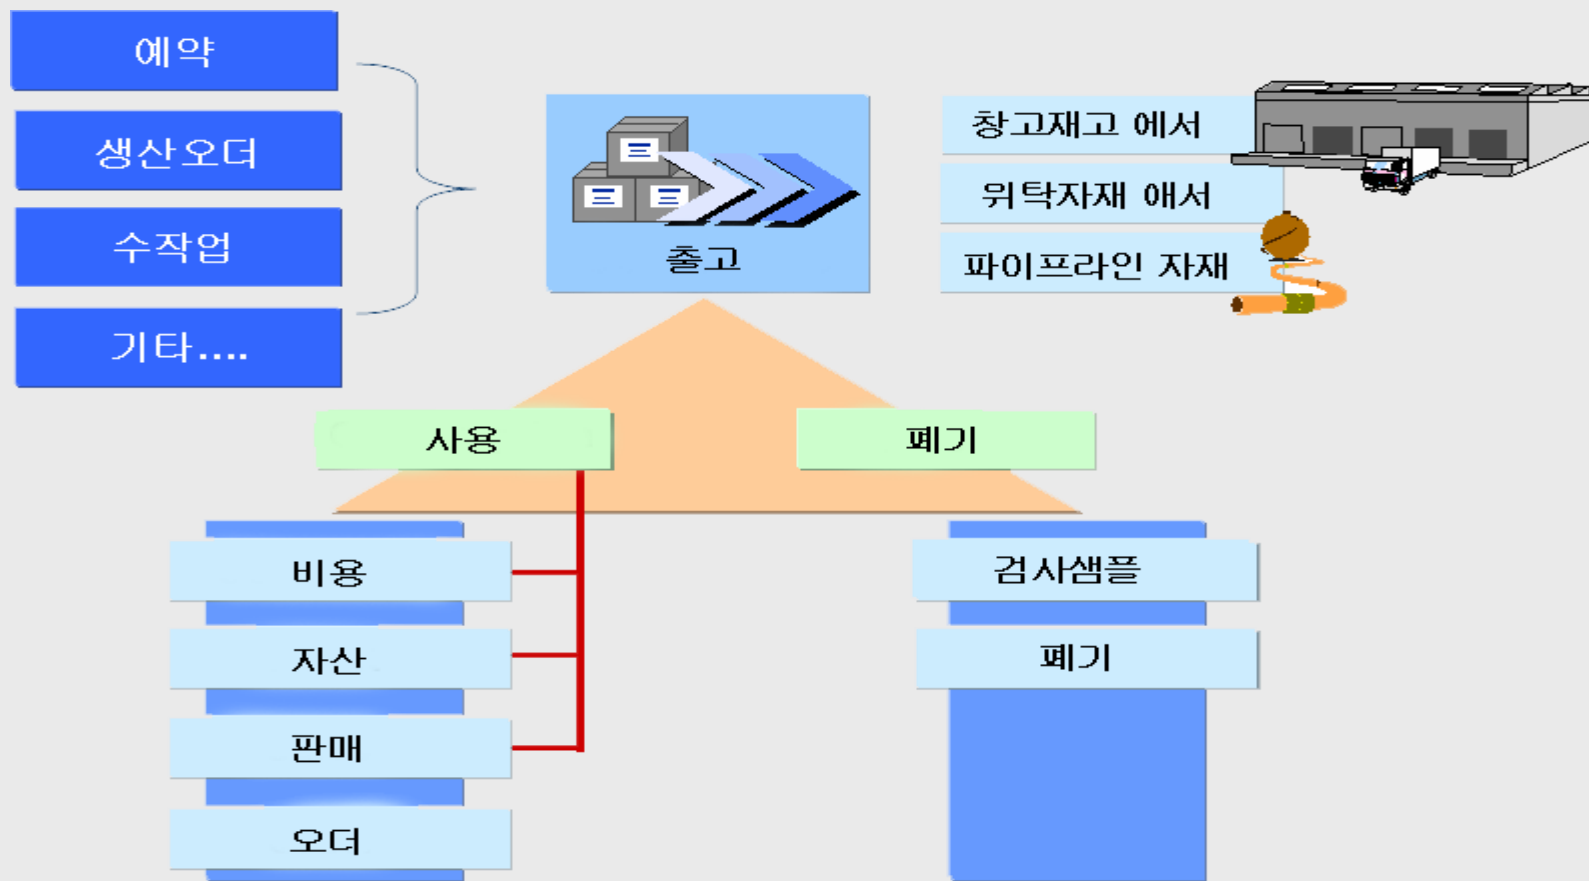 예약
생산오더
수작업
기타....
출고
창고재고 에서
위탁자재 애서
파이프라인 자재
사용
폐기
비용
자산
판매
오더
검사샘플
폐기